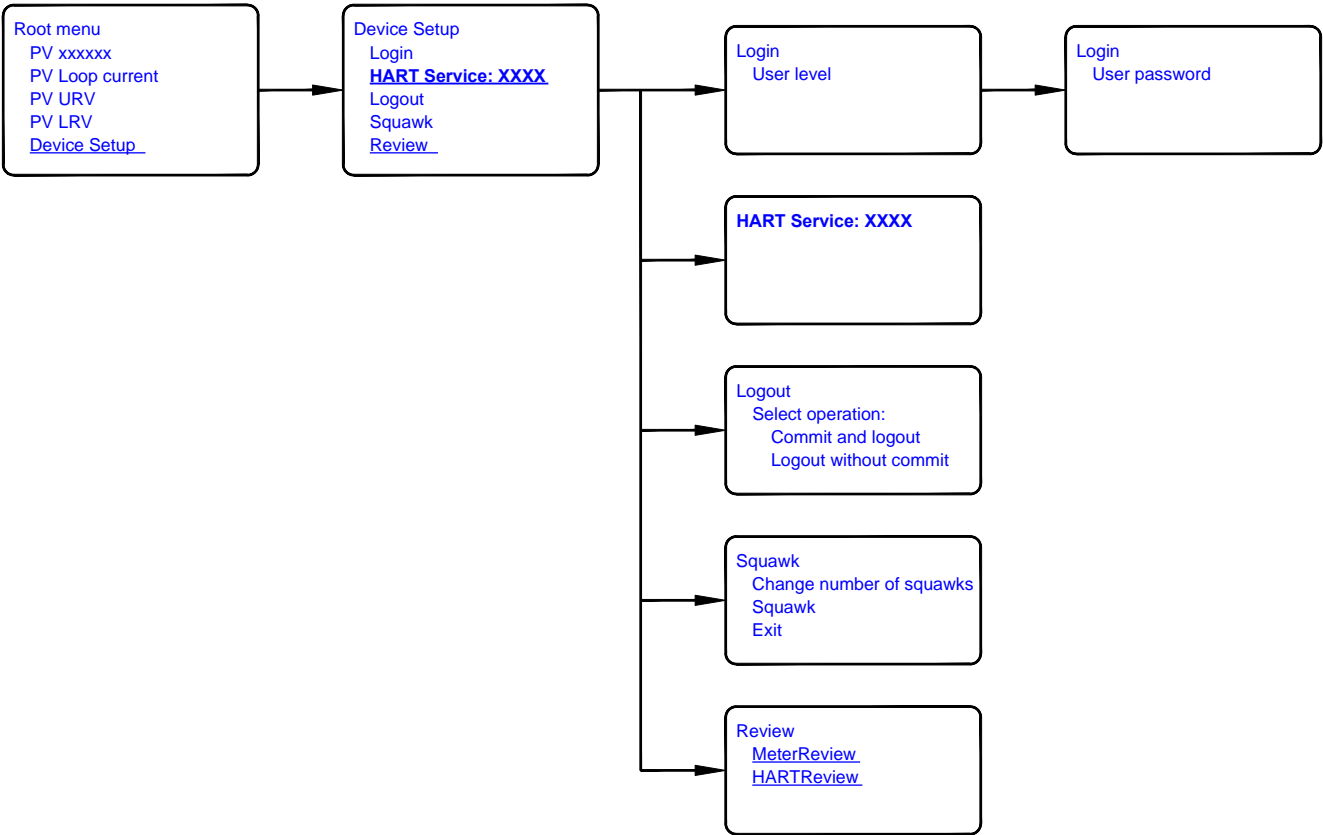 Root menu
PV xxxxxx
PV Loop current
PV URV
PV LRV
Device Setup
Device Setup
Login
HART Service: XXXX
Logout
Squawk
Review
Login
User level
Login
User password
HART Service: XXXX
Logout
Select operation:
Commit and logout
Logout without commit
Squawk
Change number of squawks
Squawk
Exit
Review
MeterReview
HARTReview